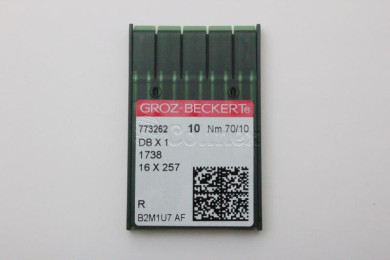 GROZ-BECKERT®
773262 10 Nm 70/10
DB X 1
1738
16 X 257
R
B2M1U7 AF